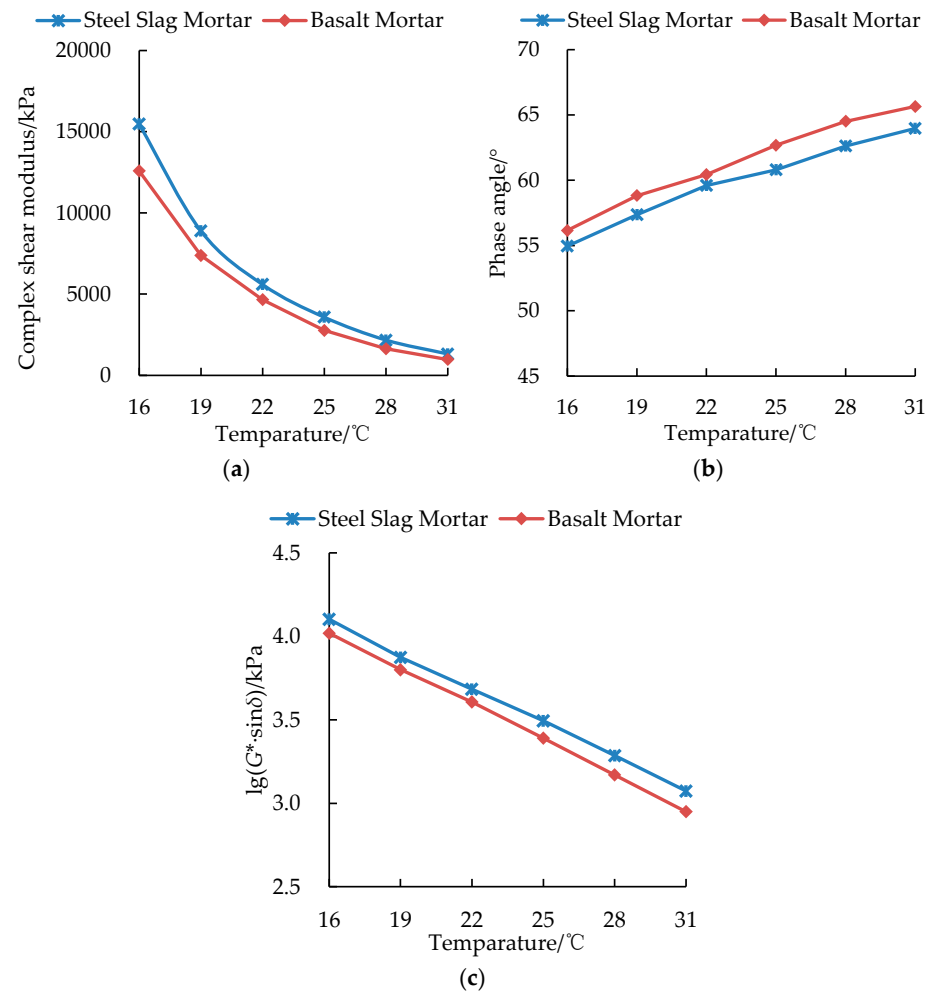 Steel Slag Mortar Basalt Mortar
20000
15000
10000
5000
0
Complex shear modulus/kPa
16 19 22 25 28 31
Temparature/℃
(a)
Steel Slag Mortar Basalt Mortar
70
65
60
55
50
45
Phase angle/°
16 19 22 25 28 31
Temparature/℃
(b)
Steel Slag Mortar Basalt Mortar
4.5
4.0
3.5
3.0
2.5
lg(G*·sinδ)/kPa
16 19 22 25 28 31
Temparature/℃
(c)